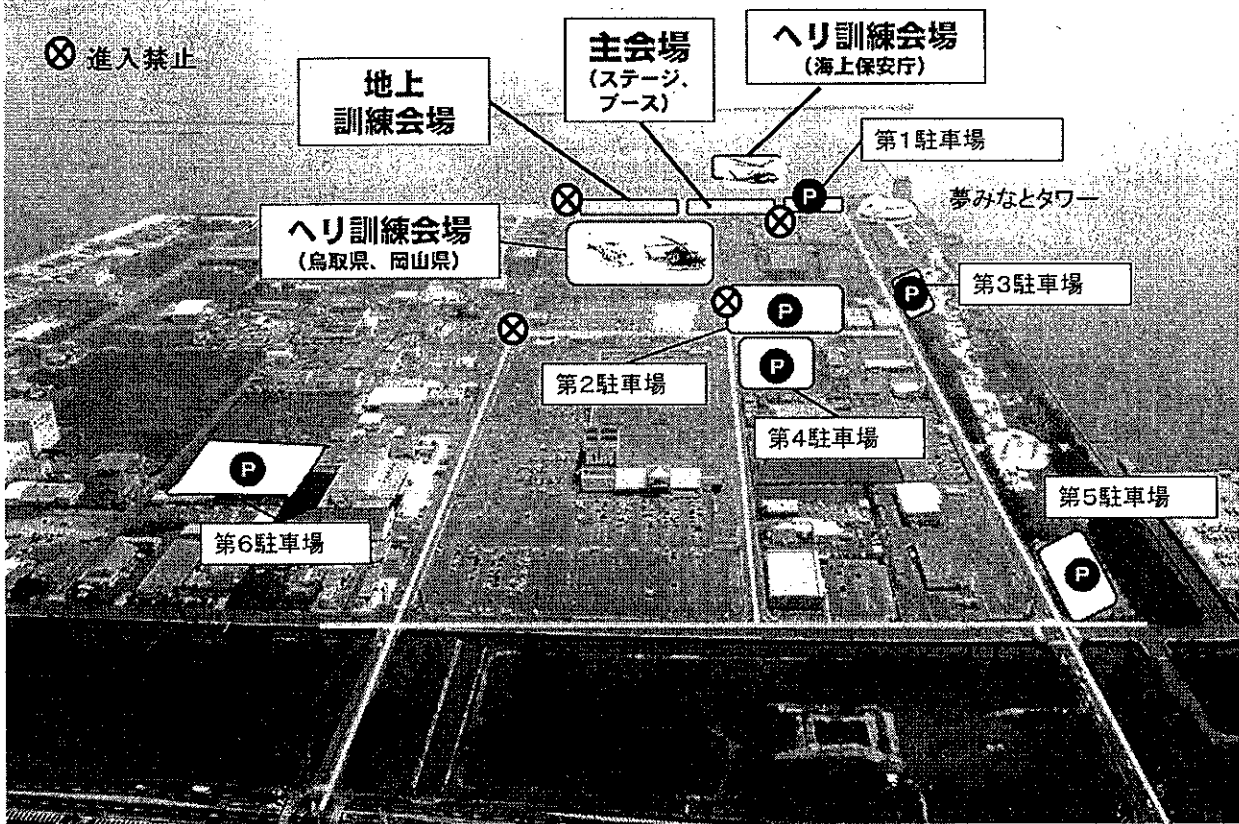 進入禁止
地上
訓練会場
主会場
(ステージ、
ブース)
ヘリ訓練会場
(海上保安庁)
第1駐車場
P
夢みなとタワー
ヘリ訓練会場
(鳥取県、岡山県)
P
第3駐車場
P
第2駐車場
P
第4駐車場
P
第6駐車場
第5駐車場
P